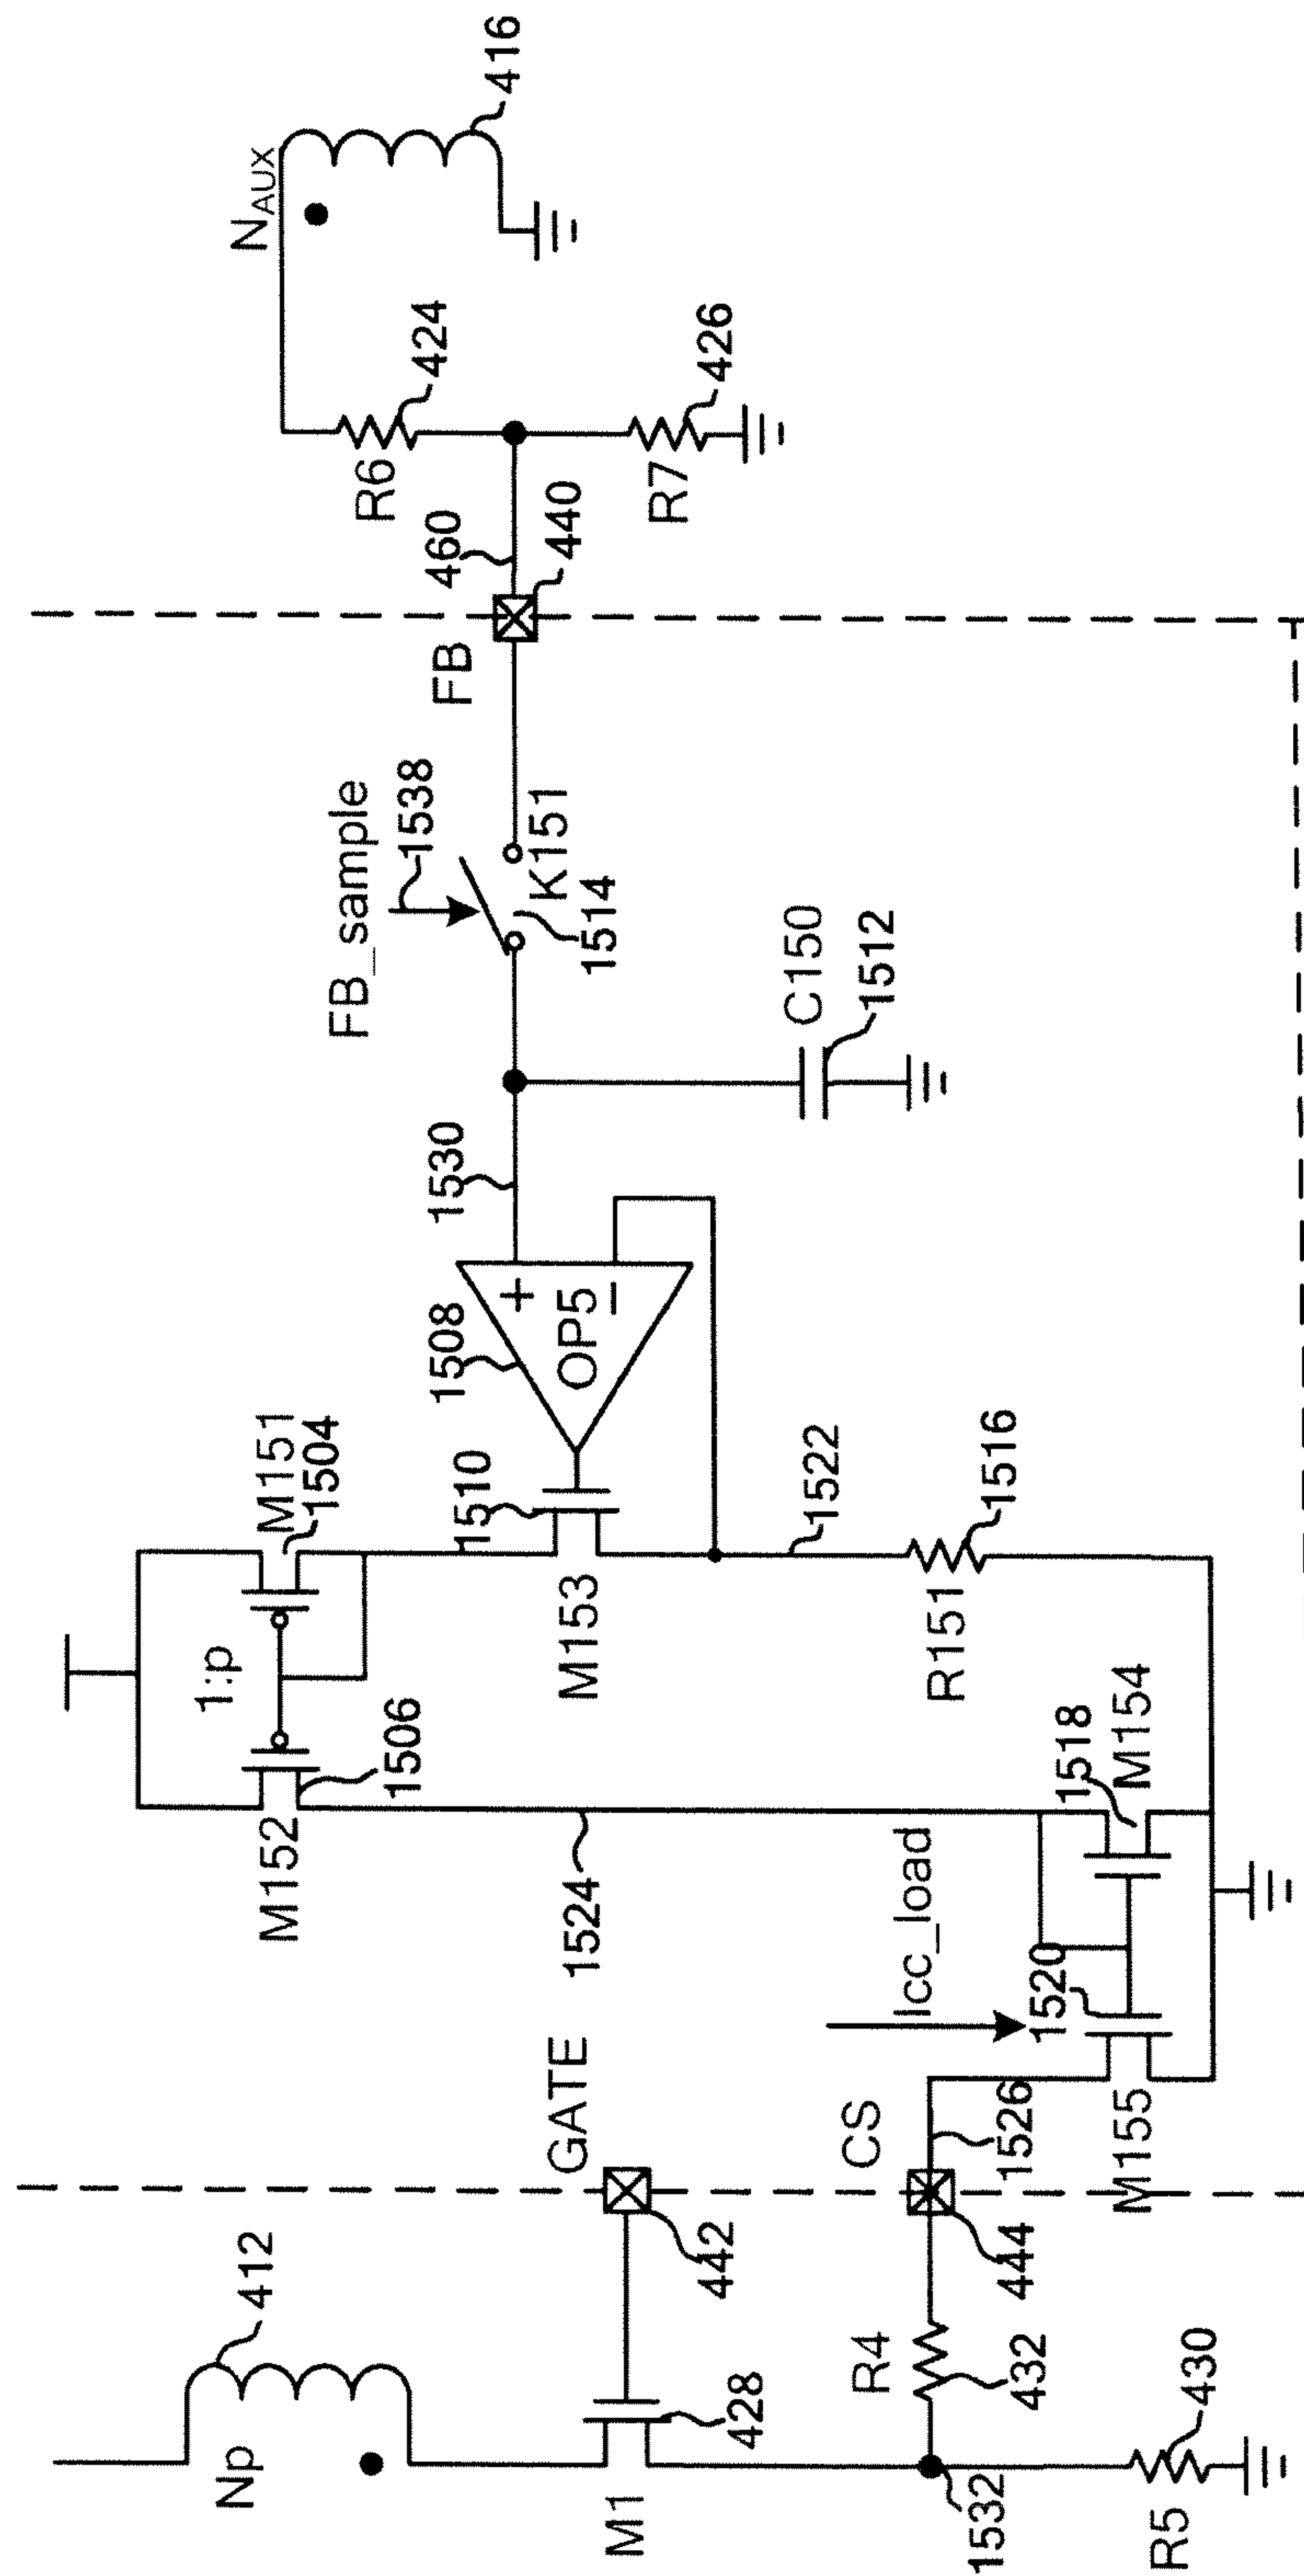 Np
412
M1
428
442
GATE
1532
R4
432
444
CS
1526
R5
430
M152
1506
1:p
M151
1504
1524
Icc_load
1520
M155
1518
M154
1510
M153
1522
R151
1516
1508
OP5
+
−
1530
C150
1512
FB_sample
1538
K151
1514
FB
460
440
R6
424
R7
426
NAUX
416